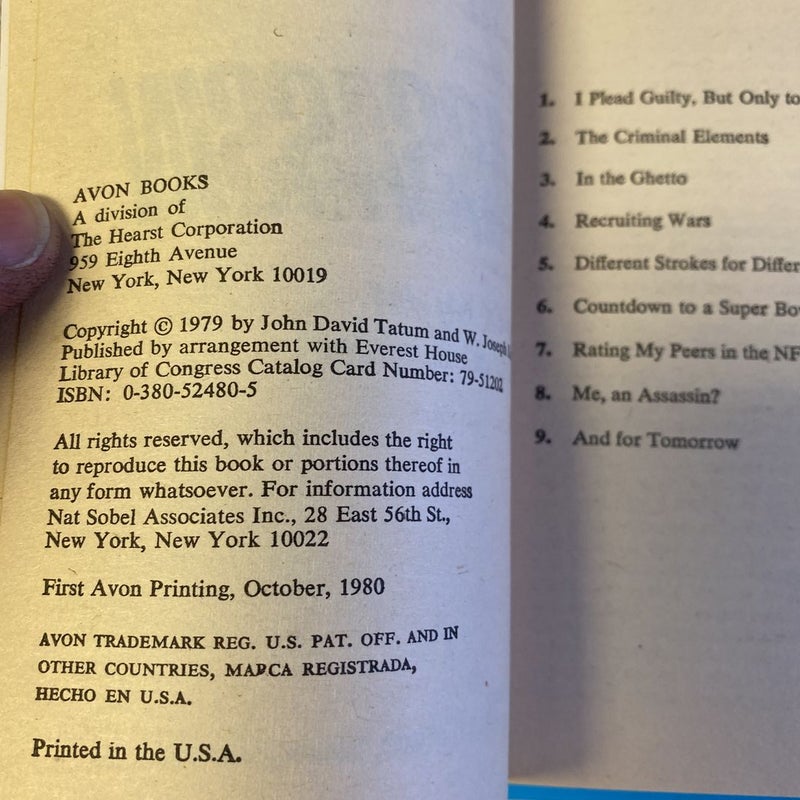 AVON BOOKS
A division of
The Hearst Corporation
959 Eighth Avenue
New York, New York 10019
Copyright © 1979 by John David Tatum and W. Joseph
Published by arrangement with Everest House
Library of Congress Catalog Card Number: 79-51202
ISBN: 0-380-52480-5
All rights reserved, which includes the right
to reproduce this book or portions thereof in
any form whatsoever. For information address
Nat Sobel Associates Inc., 28 East 56th St.,
New York, New York 10022
First Avon Printing, October, 1980
AVON TRADEMARK REG. U.S. PAT. OFF. AND IN
OTHER COUNTRIES, MARCA REGISTRADA,
HECHO EN U.S.A.
Printed in the U.S.A.
1. I Plead Guilty, But Only to
2. The Criminal Elements
3. In the Ghetto
4. Recruiting Wars
5. Different Strokes for Differ
6. Countdown to a Super Bo
7. Rating My Peers in the NF
8. Me, an Assassin?
9. And for Tomorrow